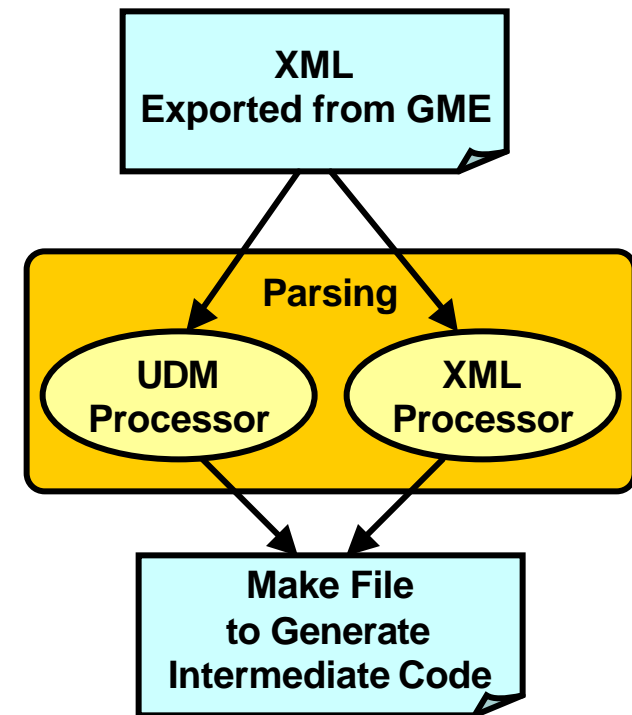 XML
Exported from GME
Parsing
UDM
Processor
XML
Processor
Make File
to Generate
Intermediate Code